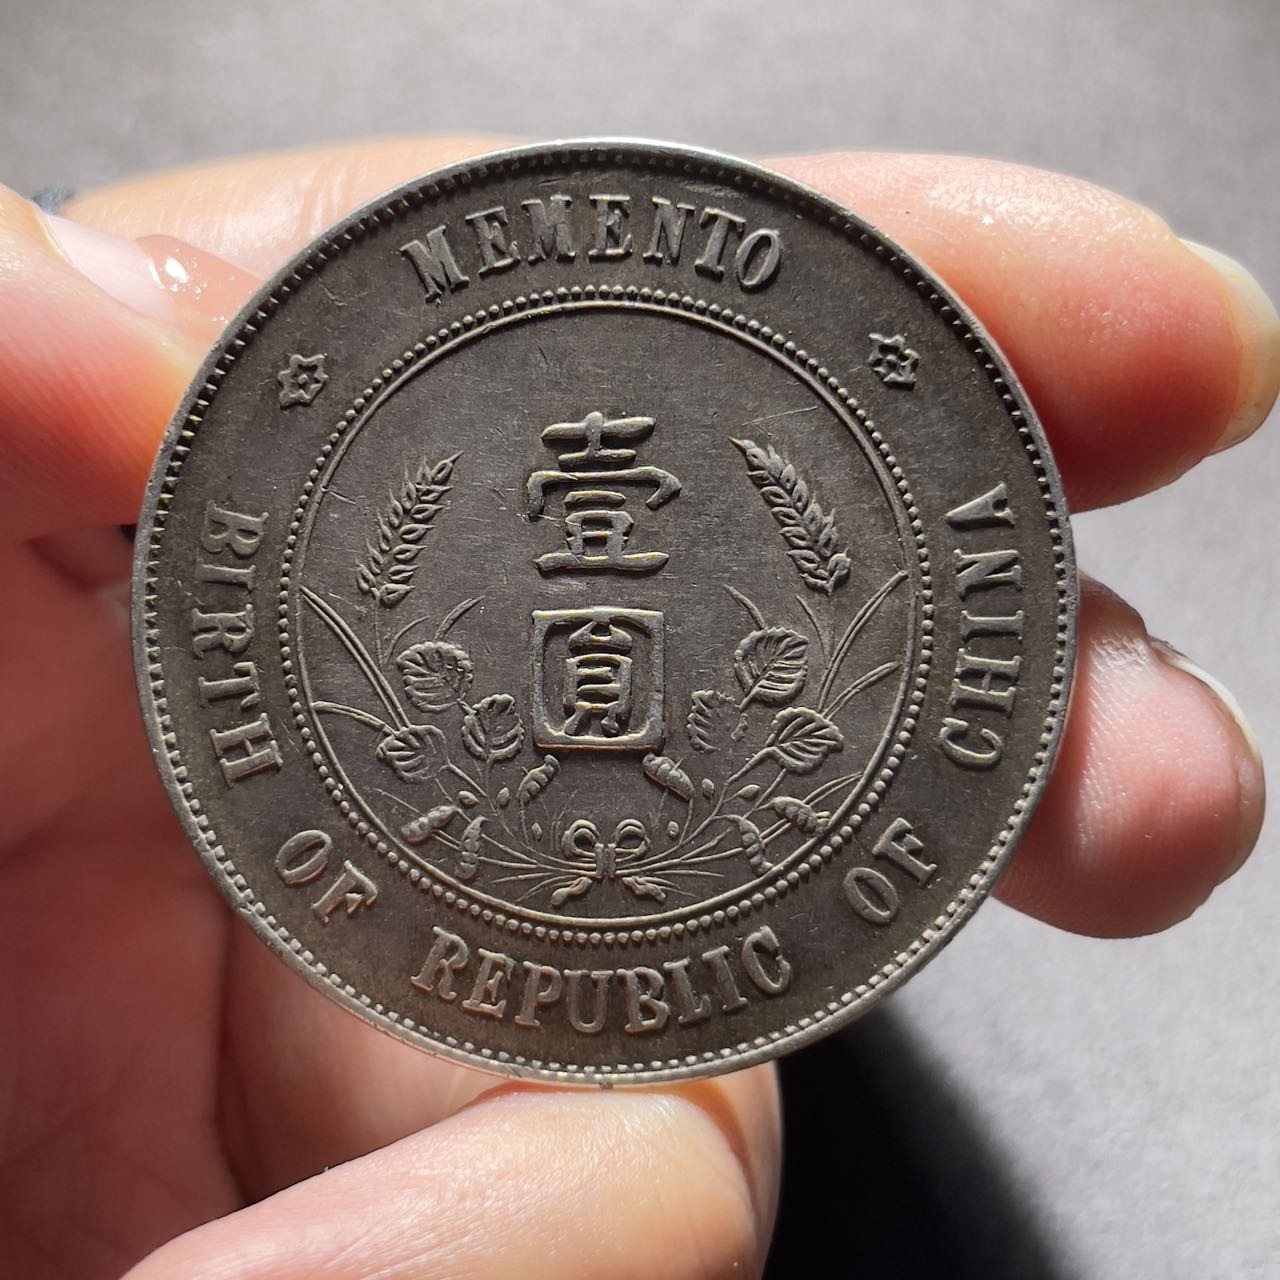 MEMENTO
壹
圓
BIRTH OF REPUBLIC OF CHINA